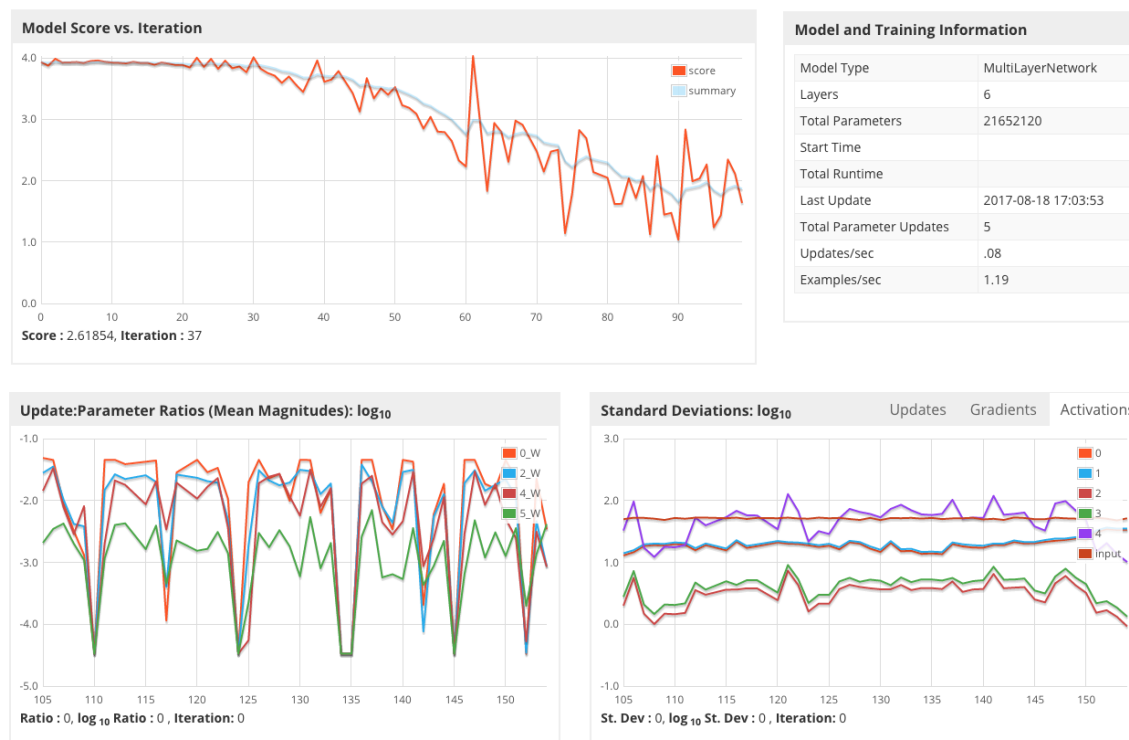 Model Score vs. Iteration
4.0
3.0
2.0
1.0
0.0
0 10 20 30 40 50 60 70 80 90
score
summary
Score : 2.61854, Iteration : 37
Model and Training Information
Model Type MultiLayerNetwork
Layers 6
Total Parameters 21652120
Start Time
Total Runtime
Last Update 2017-08-18 17:03:53
Total Parameter Updates 5
Updates/sec .08
Examples/sec 1.19
Update:Parameter Ratios (Mean Magnitudes): log10
-1.0
-2.0
-3.0
-4.0
-5.0
105 110 115 120 125 130 135 140 145 150
0_W
2_W
4_W
5_W
Ratio : 0, log 10 Ratio : 0 , Iteration: 0
Standard Deviations: log10 Updates Gradients Activations
3.0
2.0
1.0
0.0
-1.0
105 110 115 120 125 130 135 140 145 150
0
1
2
3
4
input
St. Dev : 0, log 10 St. Dev : 0 , Iteration: 0